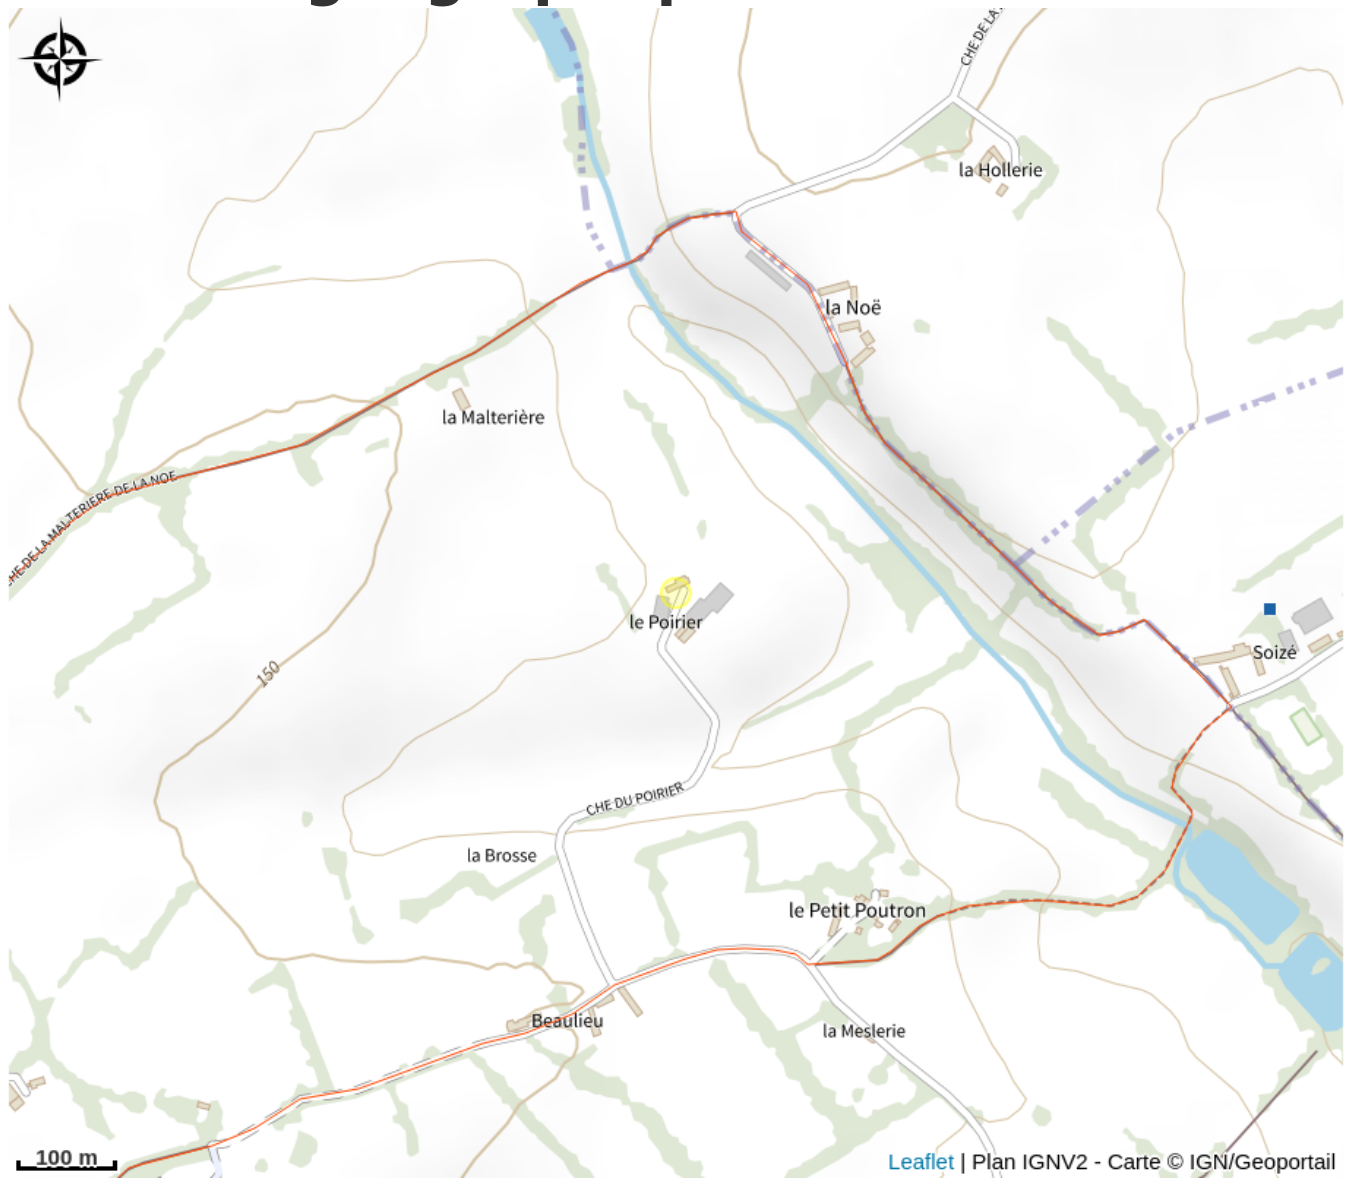 CHE DE LA
la Hollerie
la Noë
la Malterière
CHE DE LA MALTERIERE DE LA NOE
le Poirier
Soizé
150
CHE DU POIRIER
la Brosse
le Petit Poutron
Beaulieu
la Meslerie
100 m
Leaflet | Plan IGNV2 - Carte © IGN/Geoportail